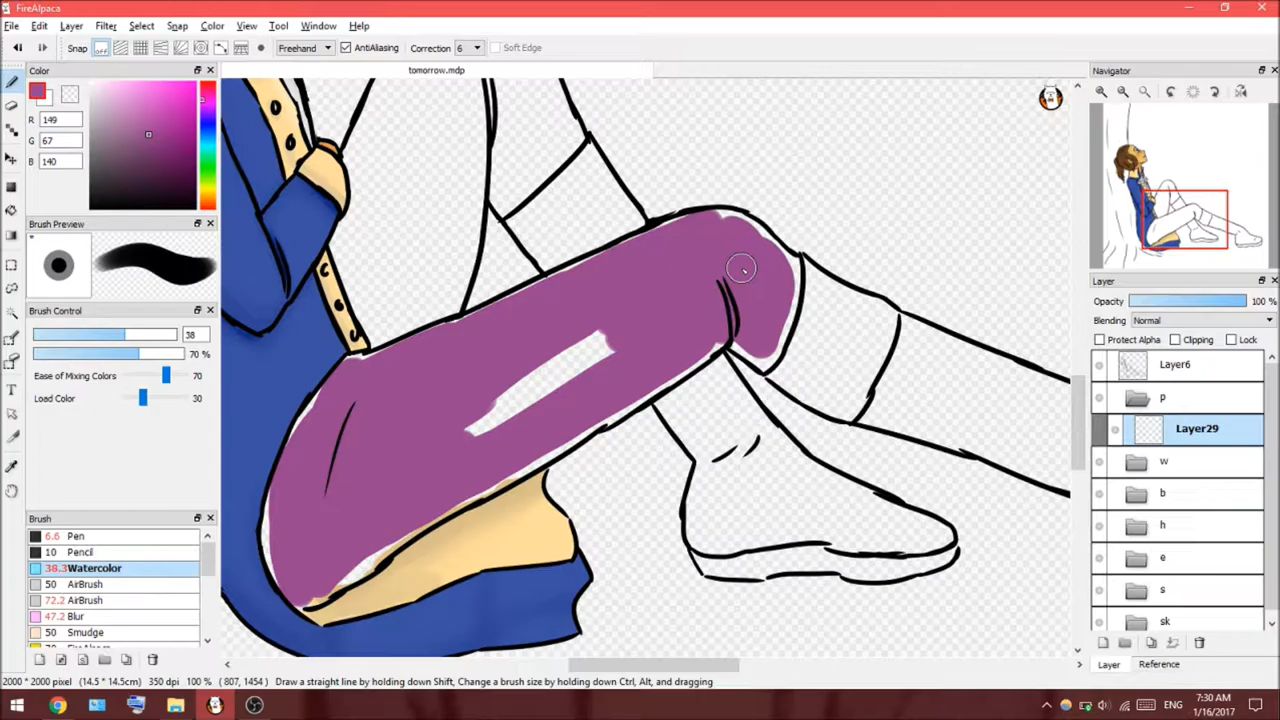 FireAlpaca
File Edit Layer Filter Select Snap Color View Tool Window Help
Snap OFF Freehand AntiAliasing Correction 6 Soft Edge
Color
tomorrow.mdp
Navigator
R 149
G 67
B 140
Brush Preview
Layer
Opacity 100 %
Blending Normal
Protect Alpha Clipping Lock
Brush Control
38
70 %
Ease of Mixing Colors 70
Load Color 30
Layer6
p
Layer29
w
b
h
e
s
sk
Brush
6.6 Pen
10 Pencil
38.3 Watercolor
50 AirBrush
72.2 AirBrush
47.2 Blur
50 Smudge
Layer Reference
2000 * 2000 pixel (14.5 * 14.5cm) 350 dpi 100 % ( 807, 1454 ) Draw a straight line by holding down Shift, Change a brush size by holding down Ctrl, Alt, and dragging
ENG
7:30 AM
1/16/2017